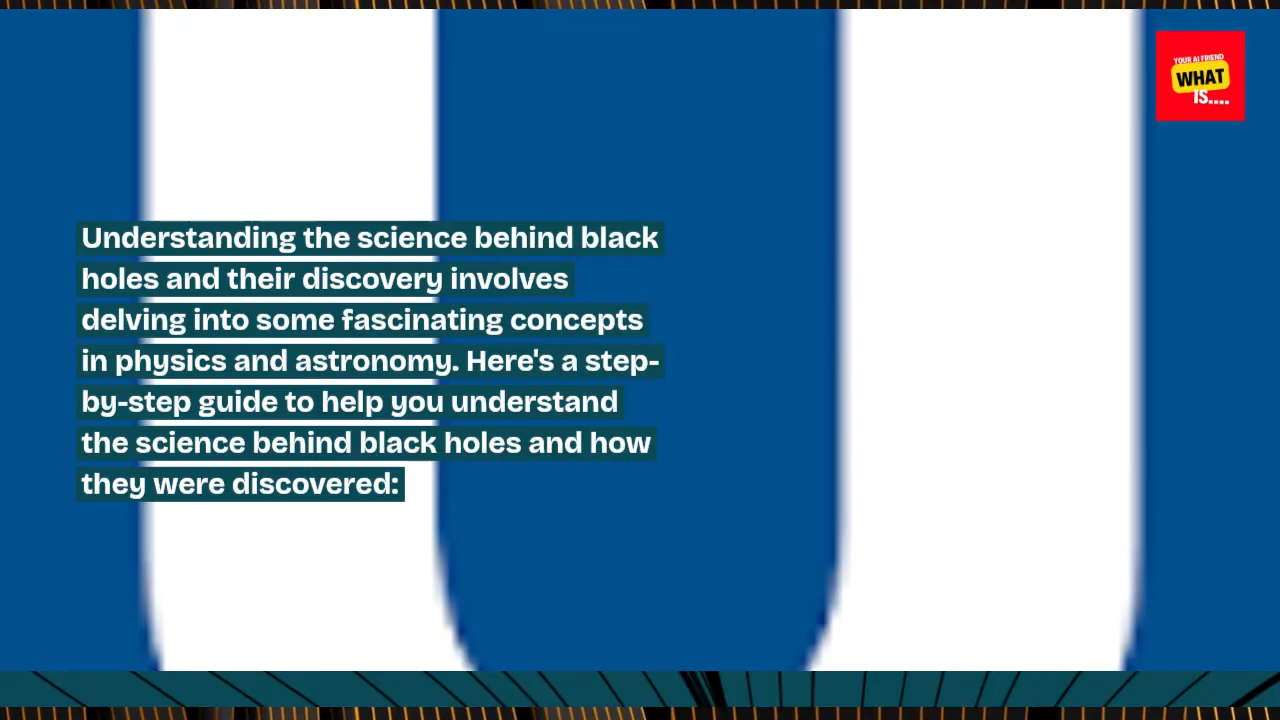 YOUR AI FRIEND
WHAT
IS....
Understanding the science behind black
holes and their discovery involves
delving into some fascinating concepts
in physics and astronomy. Here's a step-
by-step guide to help you understand
the science behind black holes and how
they were discovered: